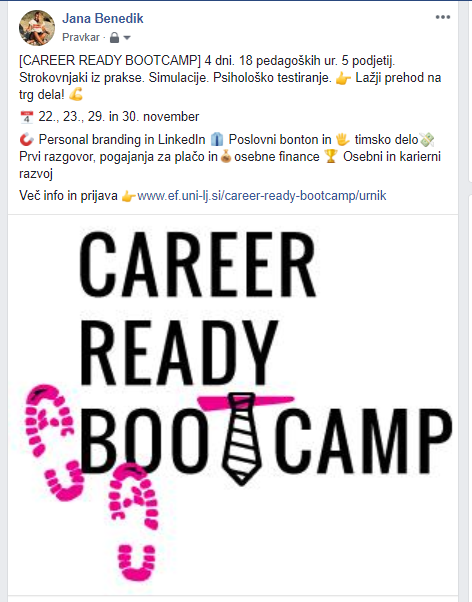 Jana Benedik
Pravkar ·
[CAREER READY BOOTCAMP] 4 dni. 18 pedagoških ur. 5 podjetij.
Strokovnjaki iz prakse. Simulacije. Psihološko testiranje. 👉 Lažji prehod na
trg dela! 💪
📅 22., 23., 29. in 30. november
🧲 Personal branding in LinkedIn 👔 Poslovni bonton in 🖐 timsko delo💸
Prvi razgovor, pogajanja za plačo in💰osebne finance 🏆 Osebni in karierni
razvoj
Več info in prijava 👉www.ef.uni-lj.si/career-ready-bootcamp/urnik
CAREER
READY
BOOTCAMP